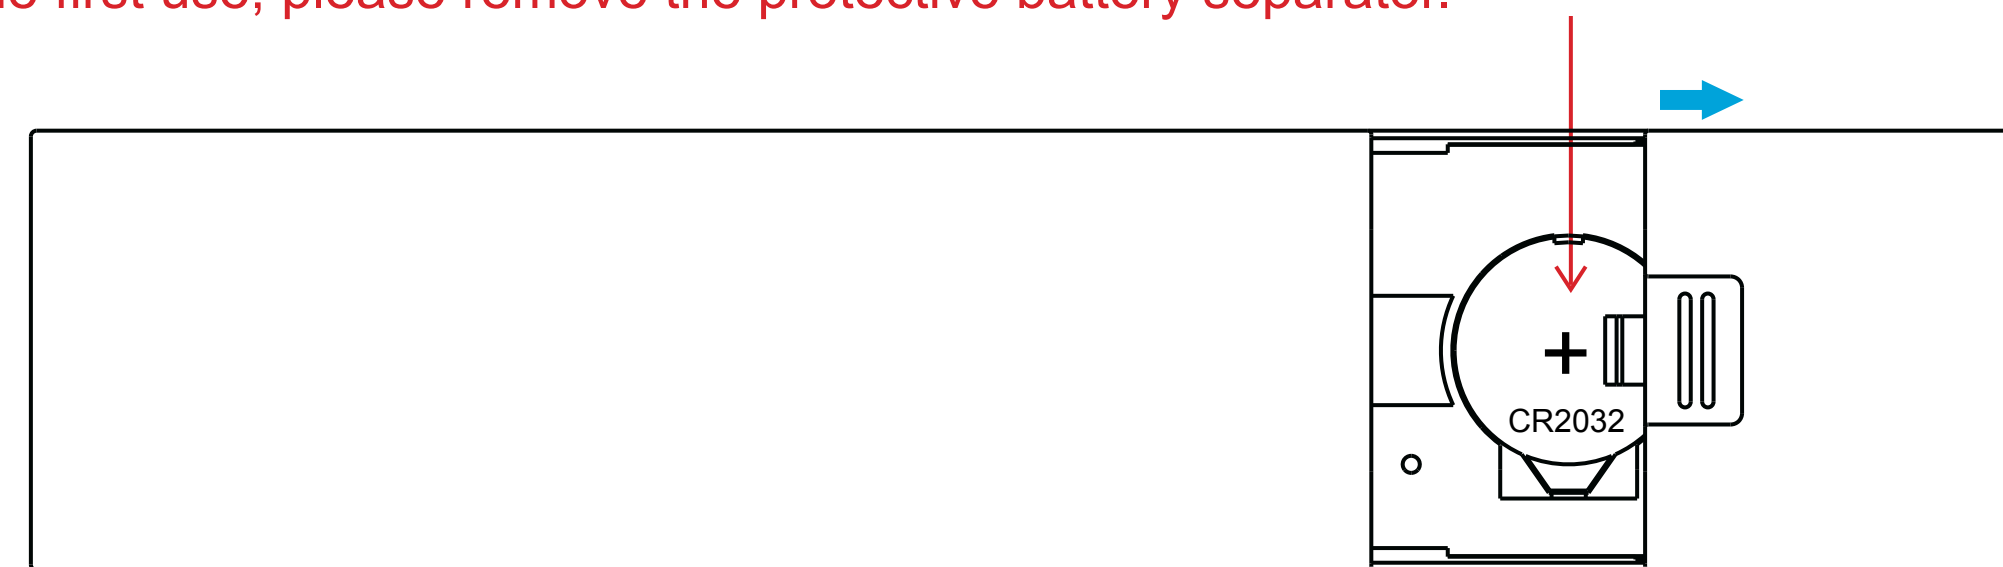 first use, please remove the protective battery separator.
+
CR2032